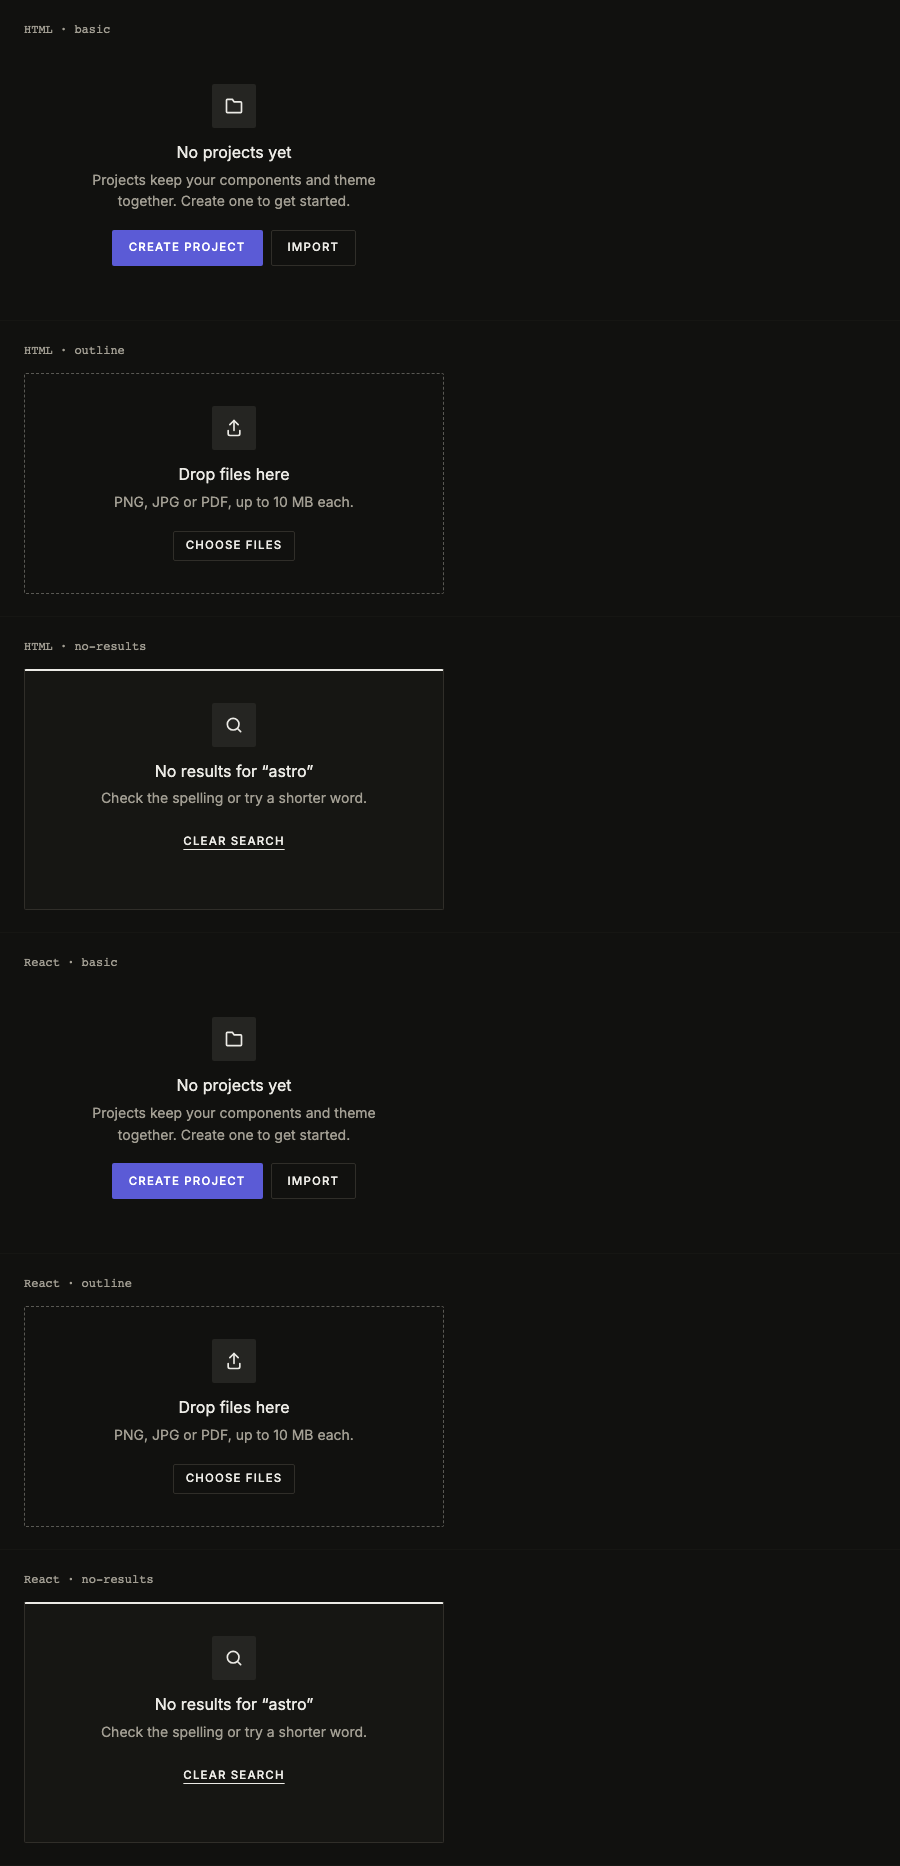 HTML · basic
No projects yet
Projects keep your components and theme
together. Create one to get started.
CREATE PROJECT IMPORT
HTML · outline
Drop files here
PNG, JPG or PDF, up to 10 MB each.
CHOOSE FILES
HTML · no-results
No results for “astro”
Check the spelling or try a shorter word.
CLEAR SEARCH
React · basic
No projects yet
Projects keep your components and theme
together. Create one to get started.
CREATE PROJECT IMPORT
React · outline
Drop files here
PNG, JPG or PDF, up to 10 MB each.
CHOOSE FILES
React · no-results
No results for “astro”
Check the spelling or try a shorter word.
CLEAR SEARCH